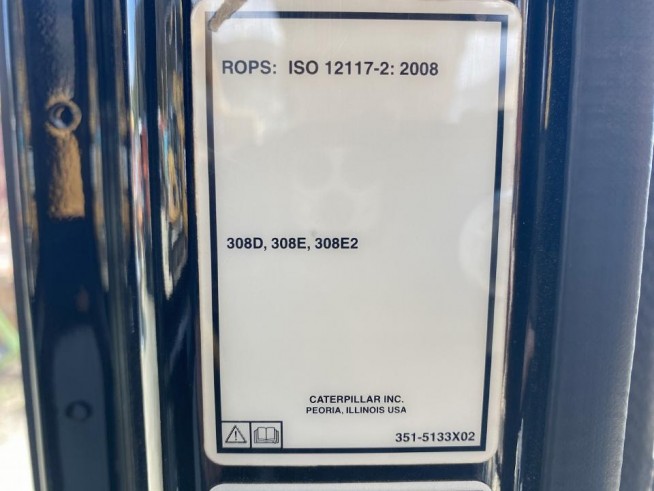 ROPS: ISO 12117-2: 2008
308D, 308E, 308E2
CATERPILLAR INC.
PEORIA, ILLINOIS USA
351-5133X02